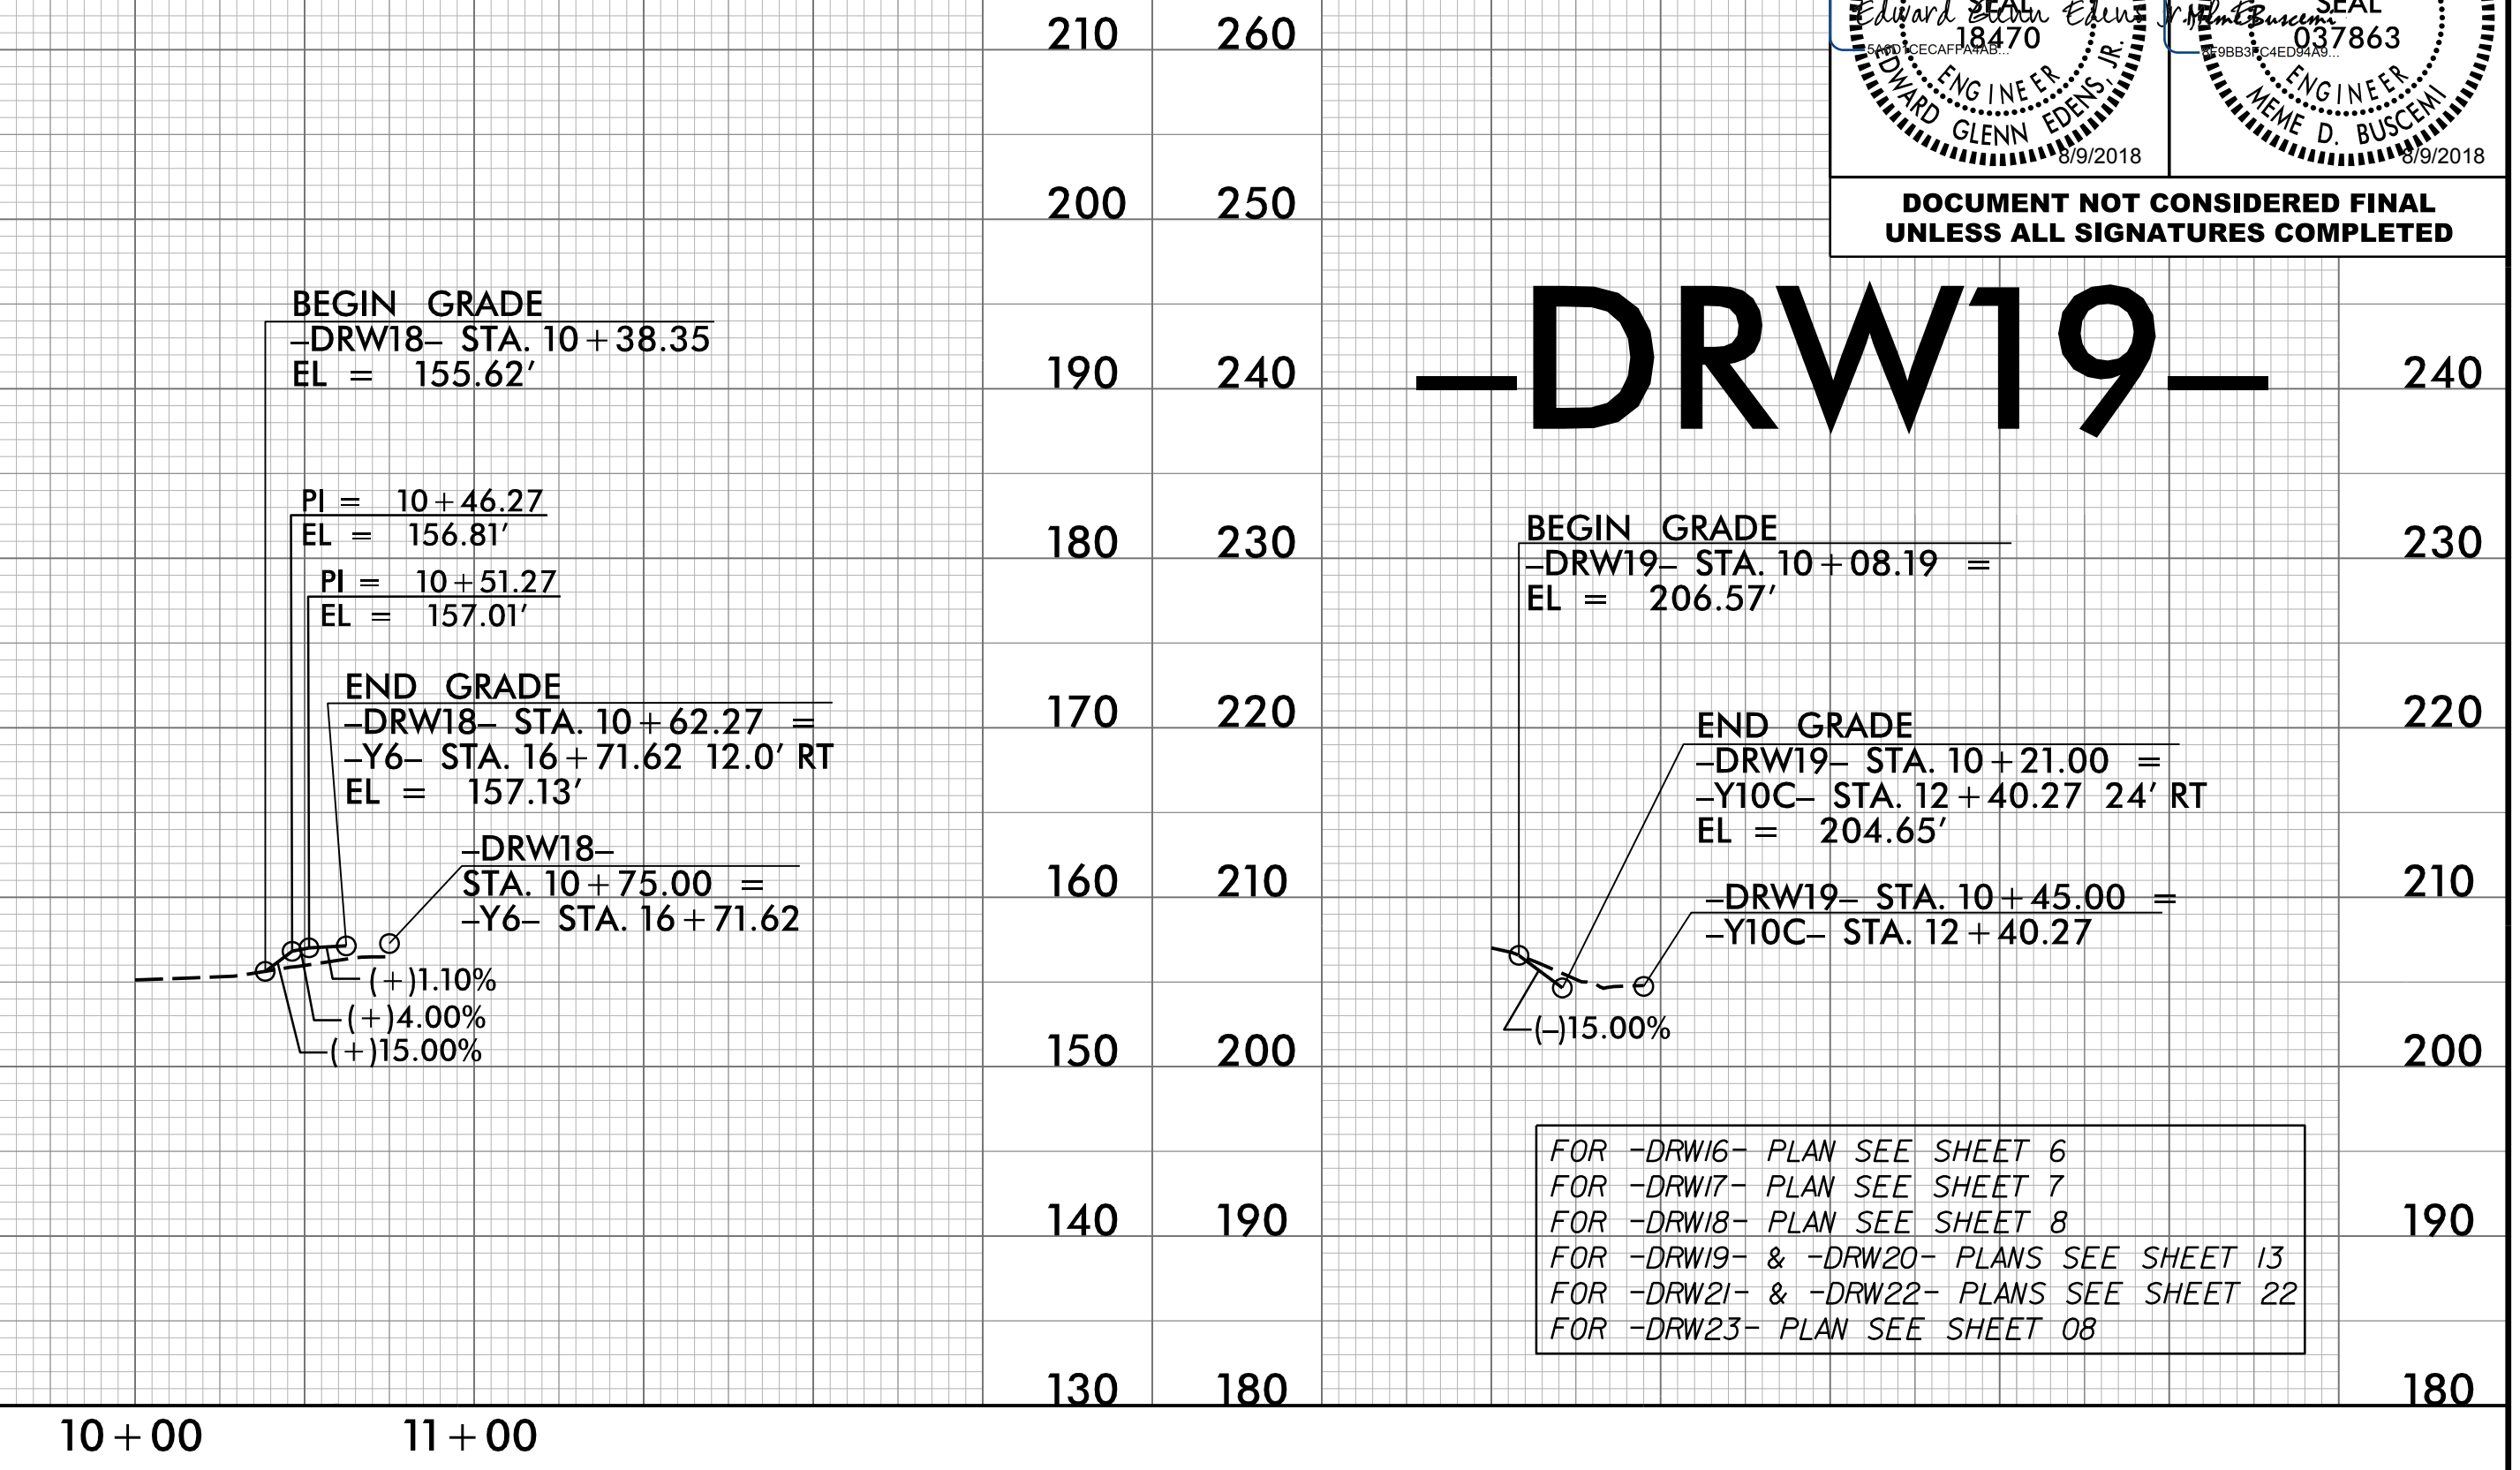 210 260
200 250
190 240
180 230
170 220
160 210
150 200
140 190
130 180
BEGIN GRADE
–DRW18– STA. 10+38.35
EL = 155.62'
PI = 10+46.27
EL = 156.81'
PI = 10+51.27
EL = 157.01'
END GRADE
–DRW18– STA. 10+62.27 =
–Y6– STA. 16+71.62 12.0' RT
EL = 157.13'
–DRW18–
STA. 10+75.00 =
–Y6– STA. 16+71.62
(+)1.10%
(+)4.00%
(+)15.00%
10+00 11+00
Edward Glenn Edens Jr
SEAL
18470
ENGINEER
EDWARD GLENN EDENS, JR.
8/9/2018
Meme Buscemi
SEAL
037863
ENGINEER
MEME D. BUSCEMI
8/9/2018
DOCUMENT NOT CONSIDERED FINAL
UNLESS ALL SIGNATURES COMPLETED
–DRW19–
BEGIN GRADE
–DRW19– STA. 10+08.19 =
EL = 206.57'
END GRADE
–DRW19– STA. 10+21.00 =
–Y10C– STA. 12+40.27 24' RT
EL = 204.65'
–DRW19– STA. 10+45.00 =
–Y10C– STA. 12+40.27
(–)15.00%
240
230
220
210
200
190
180
FOR -DRW16- PLAN SEE SHEET 6
FOR -DRW17- PLAN SEE SHEET 7
FOR -DRW18- PLAN SEE SHEET 8
FOR -DRW19- & -DRW20- PLANS SEE SHEET 13
FOR -DRW21- & -DRW22- PLANS SEE SHEET 22
FOR -DRW23- PLAN SEE SHEET 08